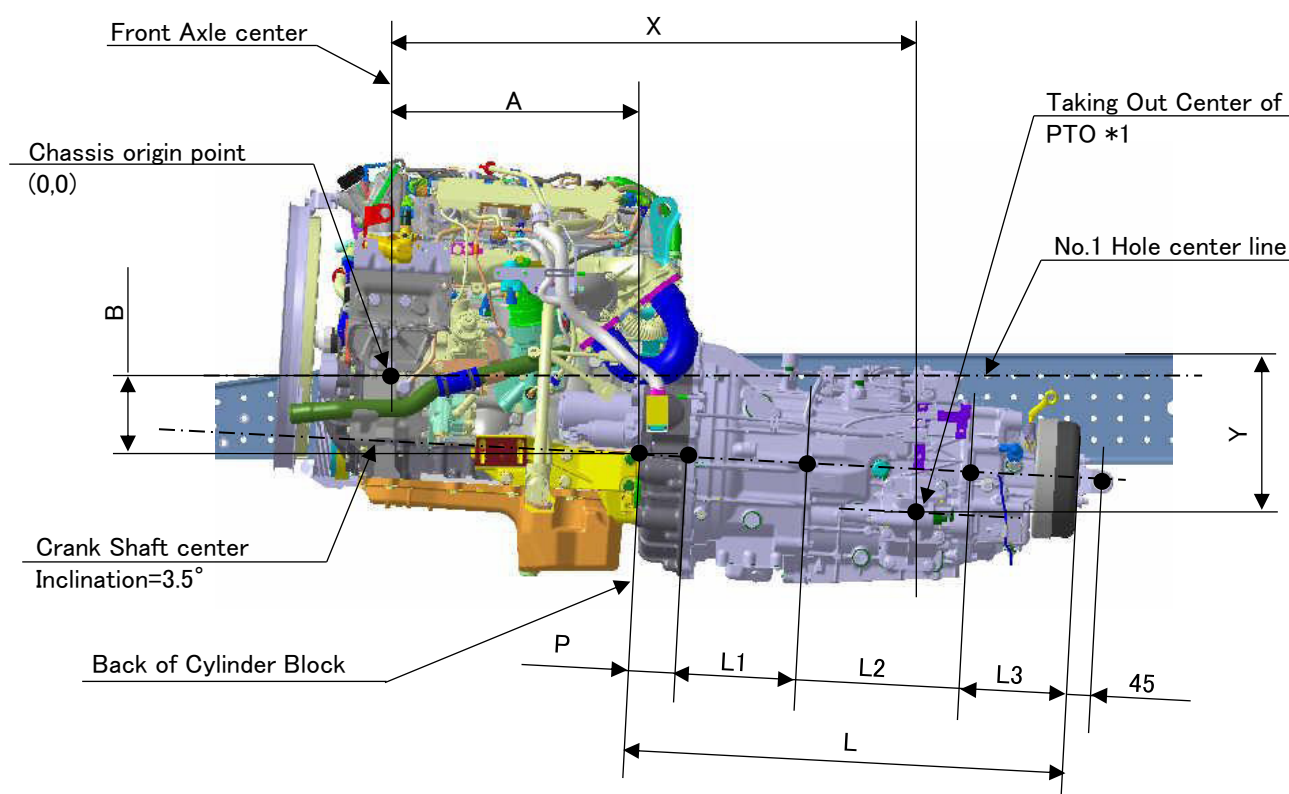 Front Axle center
X
A
Taking Out Center of
PTO *1
Chassis origin point
(0,0)
No.1 Hole center line
B
Y
Crank Shaft center
Inclination=3.5°
Back of Cylinder Block
P
L1
L2
L3
45
L